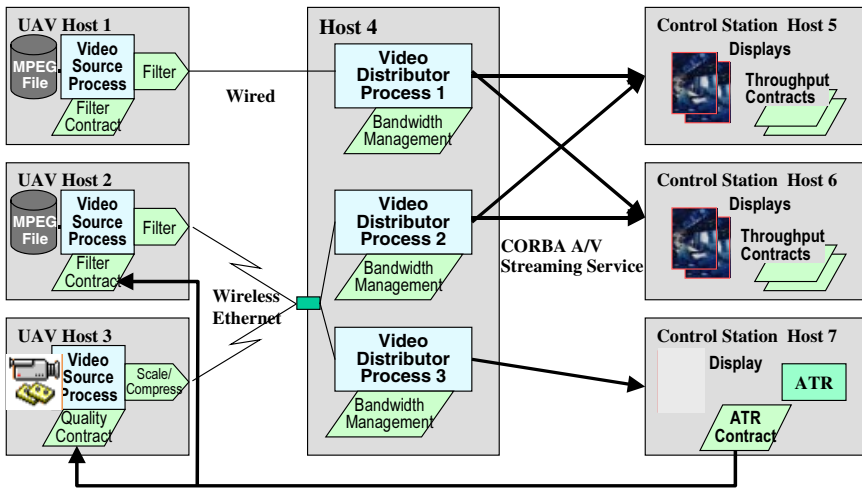 UAV Host 1
MPEG
File
Video
Source
Process
Filter
Filter
Contract
Wired
UAV Host 2
MPEG
File
Video
Source
Process
Filter
Filter
Contract
Wireless
Ethernet
UAV Host 3
Video
Source
Process
Scale/
Compress
Quality
Contract
Host 4
Video
Distributor
Process 1
Bandwidth
Management
Video
Distributor
Process 2
Bandwidth
Management
Video
Distributor
Process 3
Bandwidth
Management
CORBA A/V
Streaming Service
Control Station Host 5
Displays
Throughput
Contracts
Control Station Host 6
Displays
Throughput
Contracts
Control Station Host 7
Display
ATR
ATR
Contract